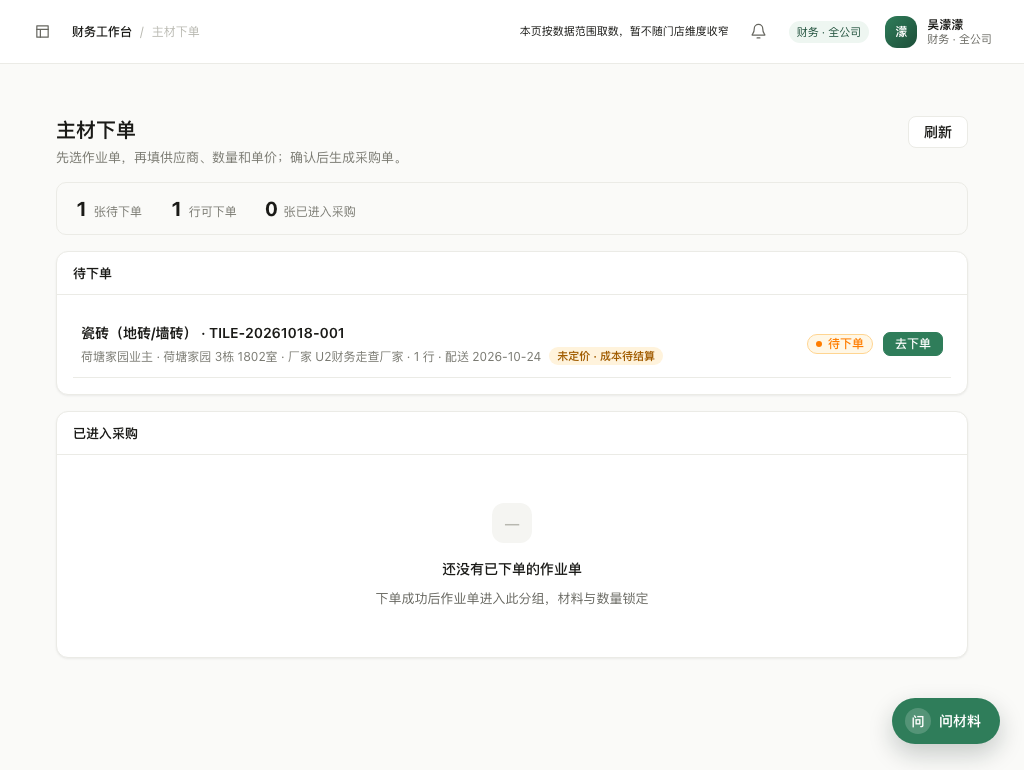 财务工作台 / 主材下单
本页按数据范围取数，暂不随门店维度收窄
财务 · 全公司
濛
吴濛濛
财务 · 全公司
主材下单
刷新
先选作业单，再填供应商、数量和单价；确认后生成采购单。
1 张待下单 1 行可下单 0 张已进入采购
待下单
瓷砖（地砖/墙砖） · TILE-20261018-001
荷塘家园业主 · 荷塘家园 3栋 1802室 · 厂家 U2财务走查厂家 · 1 行 · 配送 2026-10-24 未定价 · 成本待结算
待下单
去下单
已进入采购
还没有已下单的作业单
下单成功后作业单进入此分组，材料与数量锁定
问 问材料